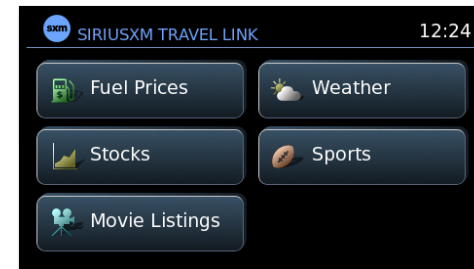 sxm SIRIUSXM TRAVEL LINK 12:24
Fuel Prices
Weather
Stocks
Sports
Movie Listings